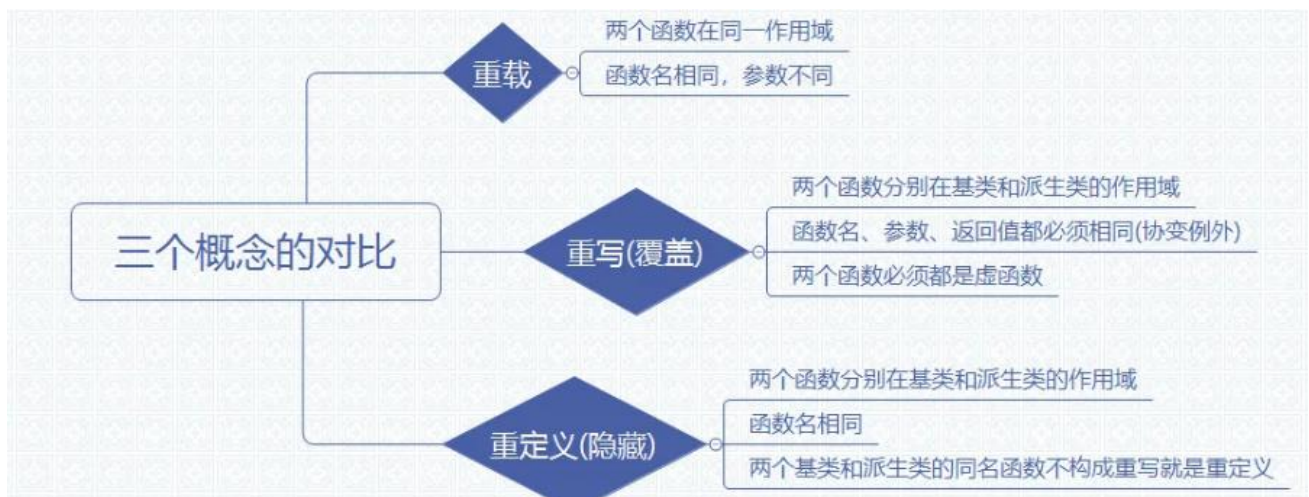 两个函数在同一作用域
重载
函数名相同，参数不同
两个函数分别在基类和派生类的作用域
三个概念的对比
重写(覆盖)
函数名、参数、返回值都必须相同(协变例外)
两个函数必须都是虚函数
两个函数分别在基类和派生类的作用域
重定义(隐藏)
函数名相同
两个基类和派生类的同名函数不构成重写就是重定义